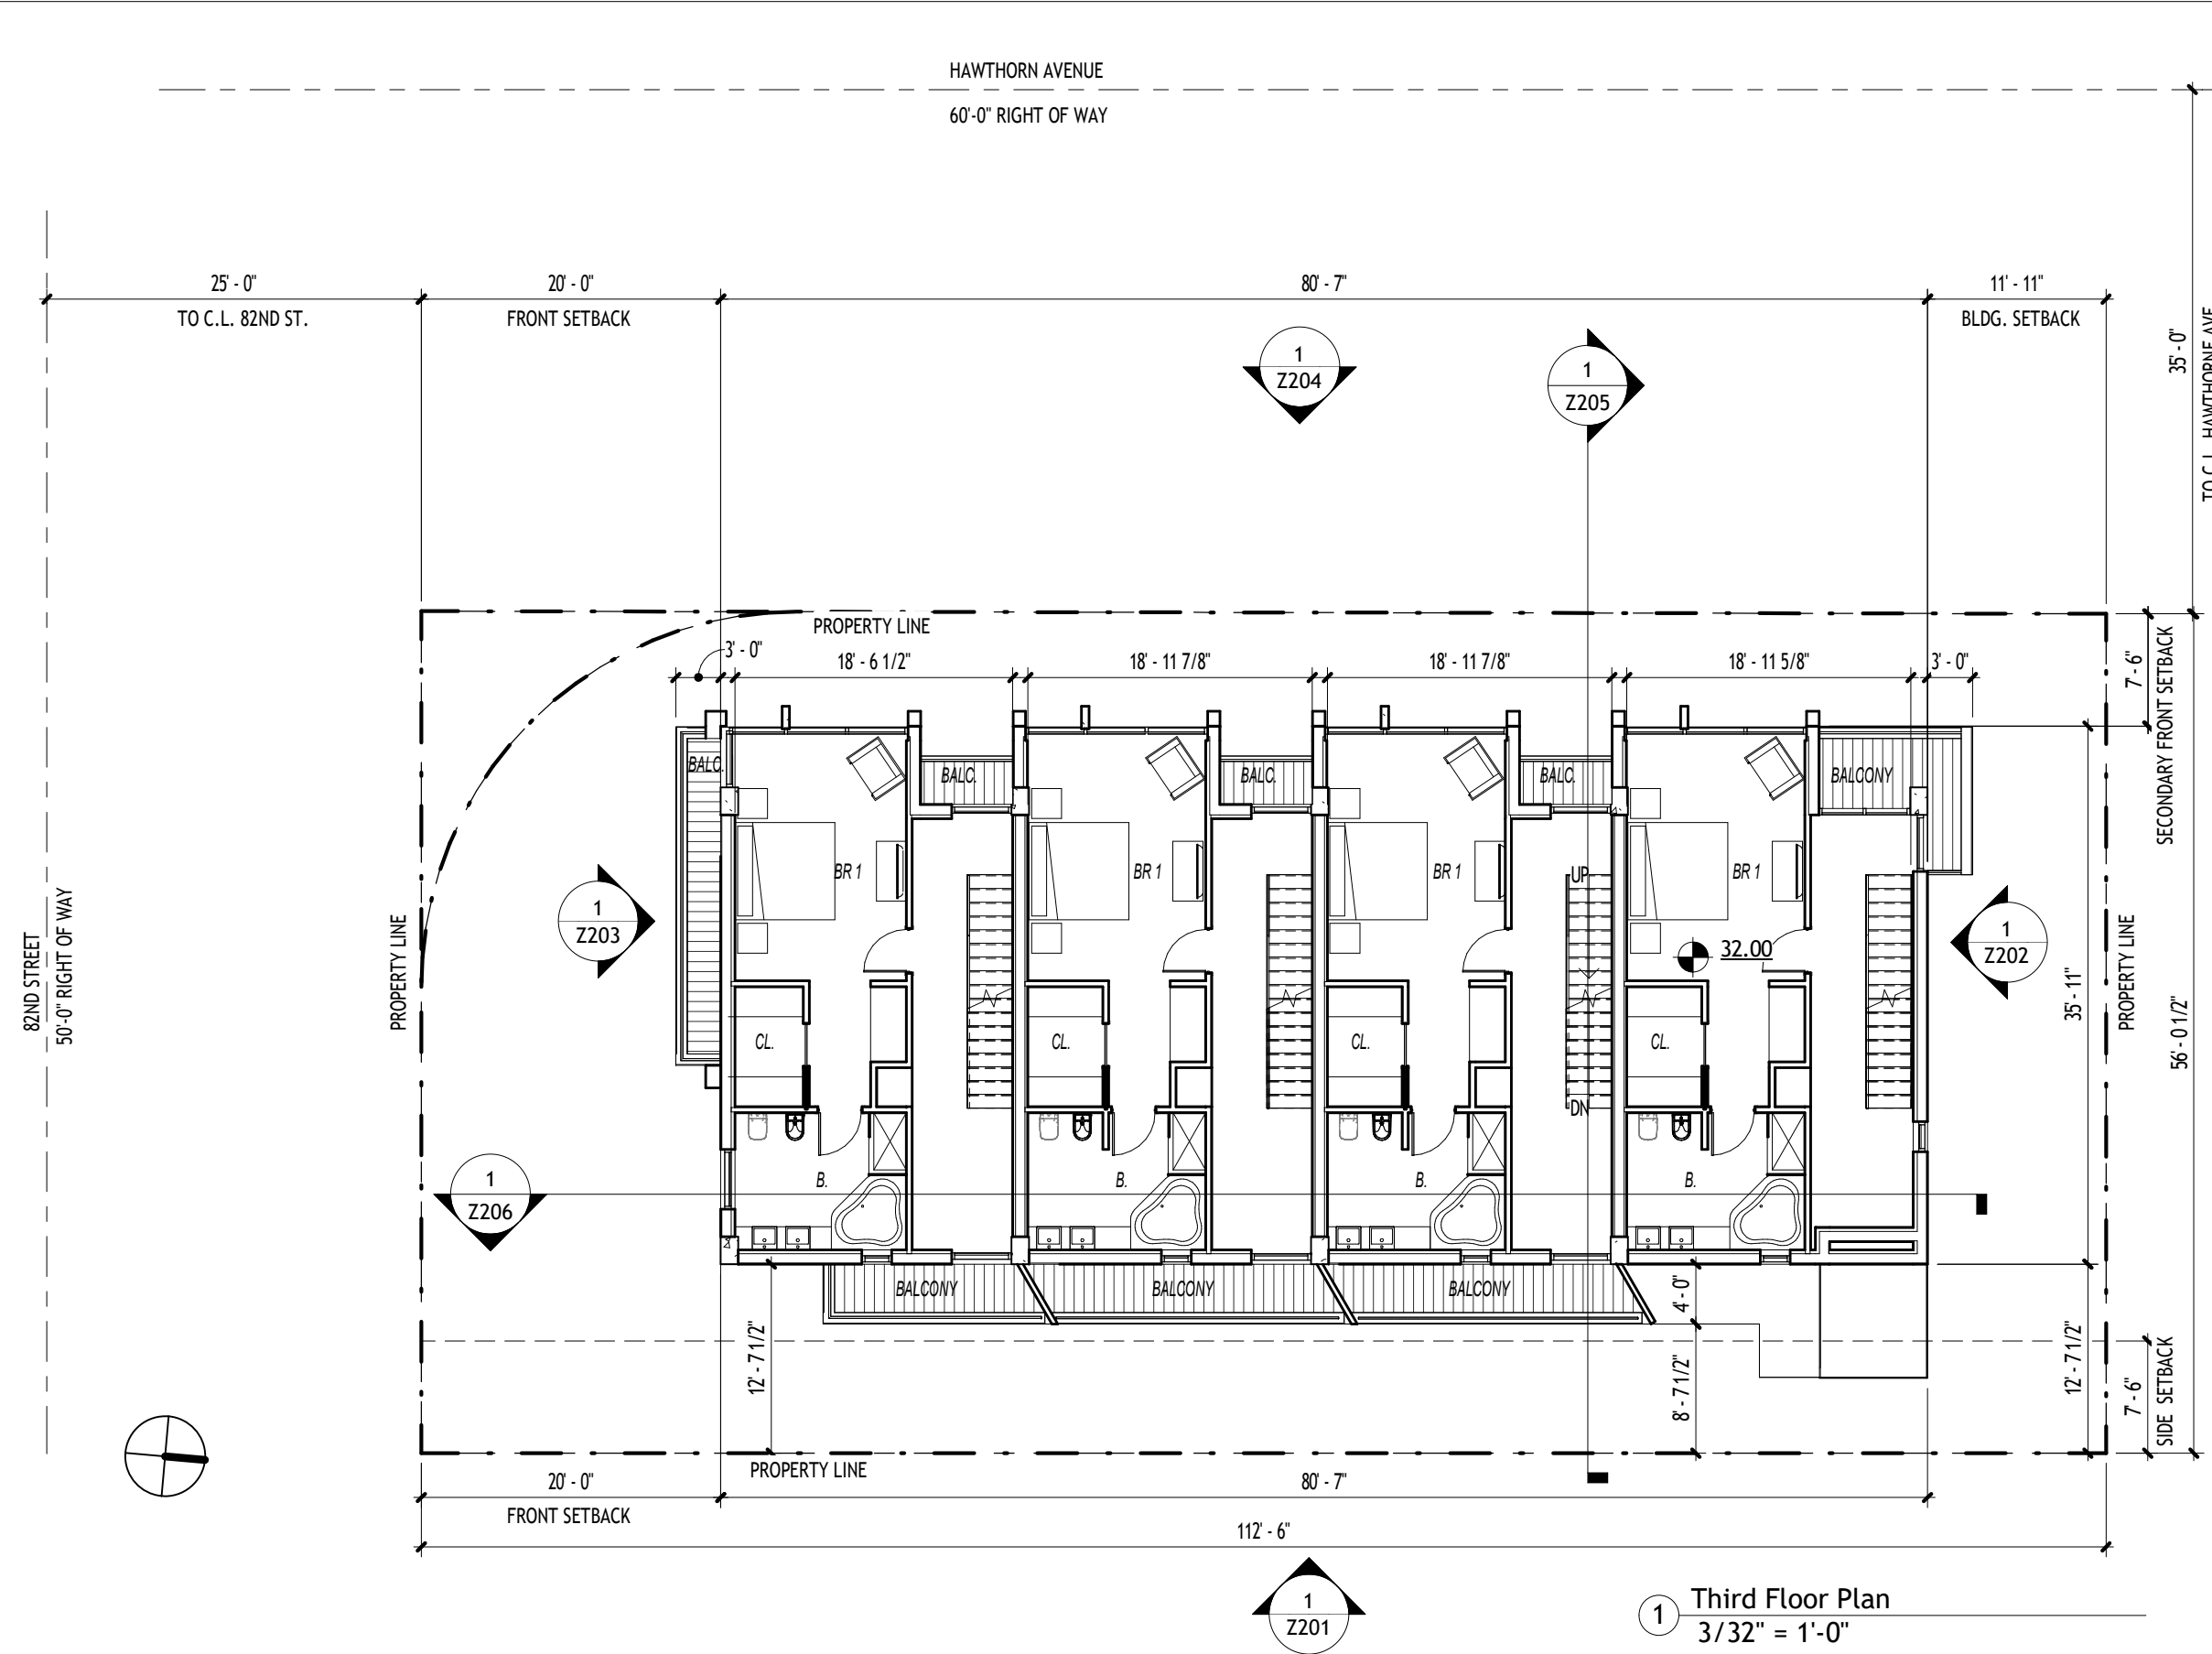 HAWTHORN AVENUE
60'-0" RIGHT OF WAY
25' - 0"
TO C.L. 82ND ST.
20' - 0"
FRONT SETBACK
80' - 7"
11' - 11"
BLDG. SETBACK
35' - 0"
TO C.L. HAWTHORNE AVE
1
Z204
1
Z205
PROPERTY LINE
3' - 0"
18' - 6 1/2"
18' - 11 7/8"
18' - 11 7/8"
18' - 11 5/8"
3' - 0"
7' - 6"
SECONDARY FRONT SETBACK
BALC.
BALC.
BALC.
BALC.
BALCONY
BR 1
BR 1
BR 1
BR 1
UP
32.00
1
Z203
1
Z202
82ND STREET
50'-0" RIGHT OF WAY
PROPERTY LINE
PROPERTY LINE
35' - 11"
56' - 0 1/2"
CL.
CL.
CL.
CL.
DN
B.
B.
B.
B.
1
Z206
BALCONY
BALCONY
BALCONY
4' - 0"
12' - 7 1/2"
8' - 7 1/2"
12' - 7 1/2"
7' - 6"
SIDE SETBACK
PROPERTY LINE
20' - 0"
FRONT SETBACK
80' - 7"
112' - 6"
1
Z201
1
Third Floor Plan
3/32" = 1'-0"